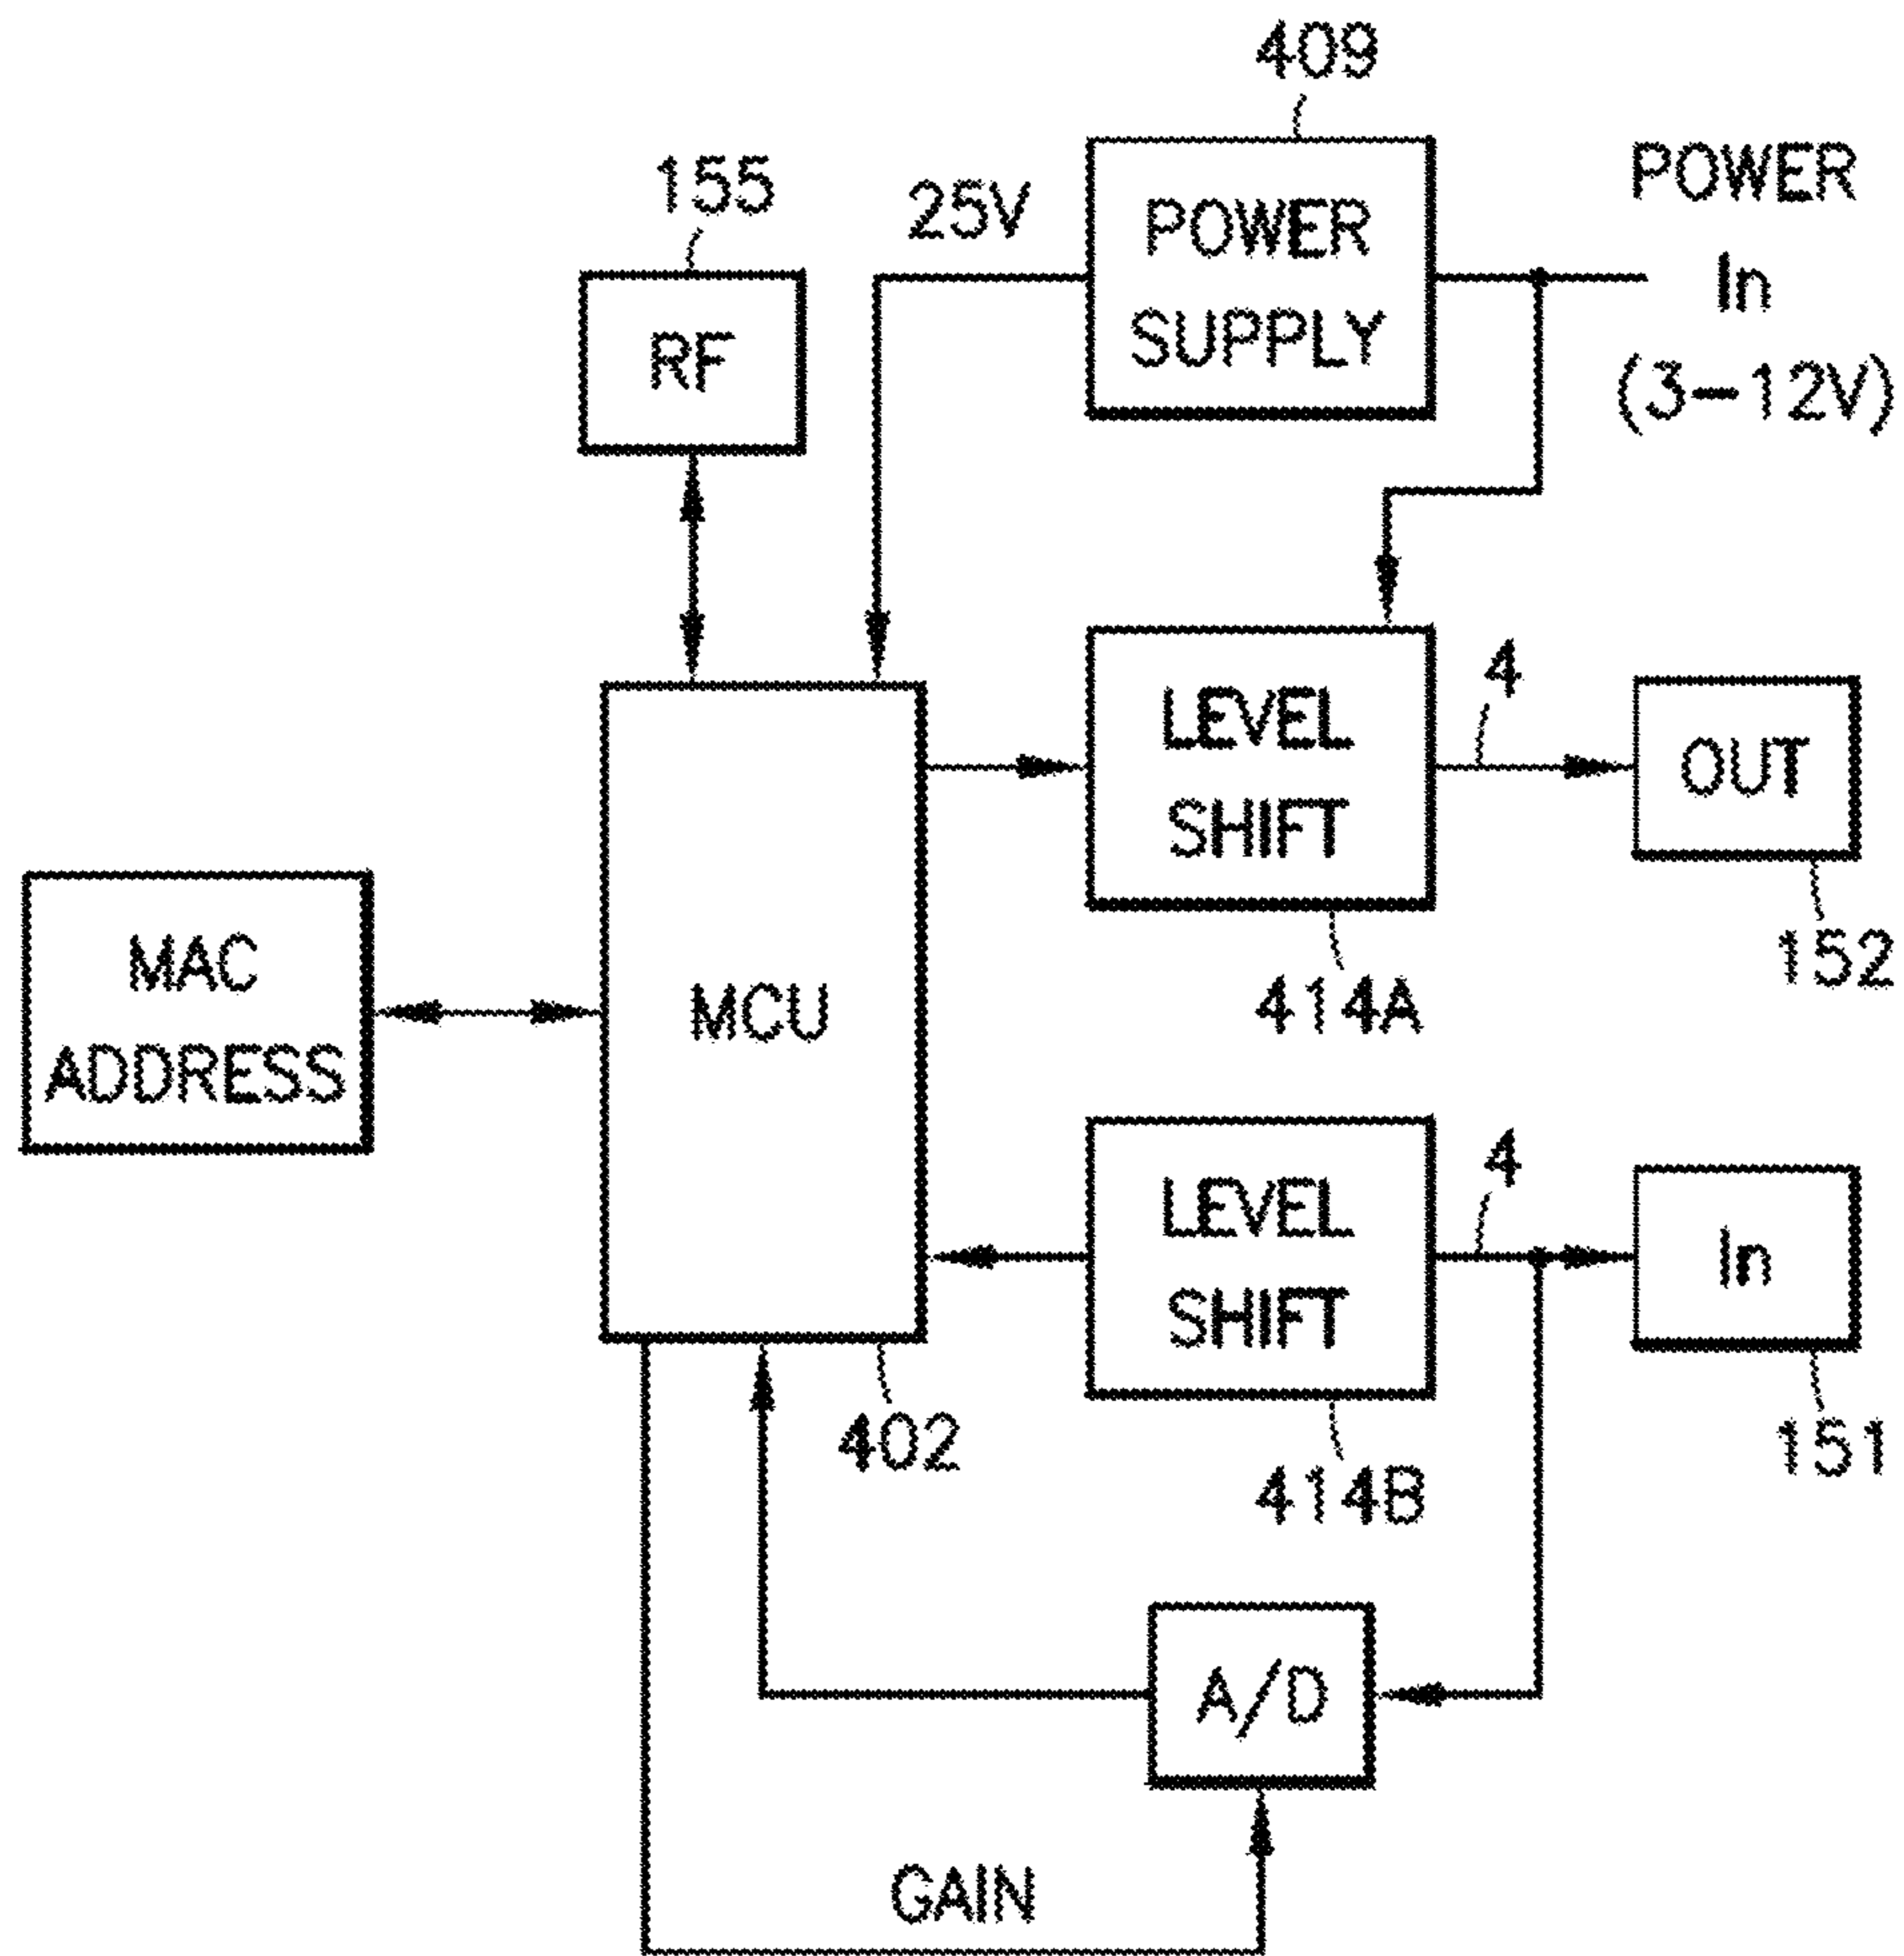 409
155
25V
POWER
SUPPLY
POWER
In
(3-12V)
RF
LEVEL
SHIFT
4
OUT
152
414A
MAC
ADDRESS
MCU
LEVEL
SHIFT
4
In
151
402
414B
A/D
GAIN